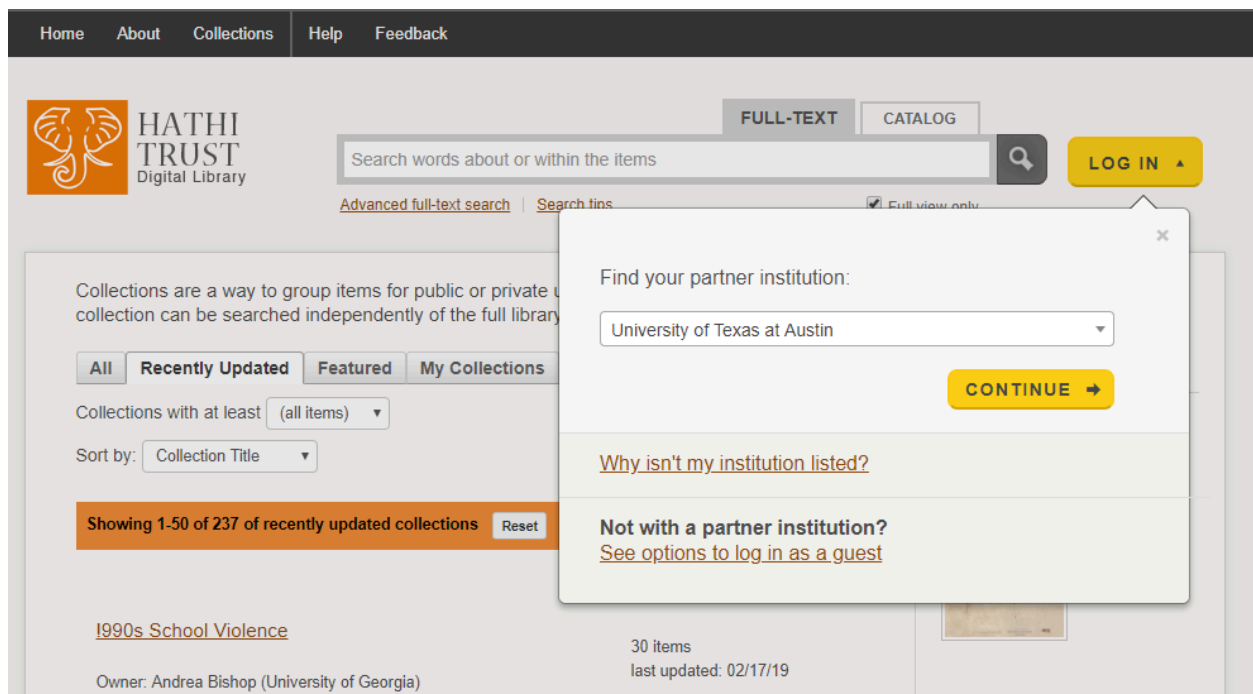 Home About Collections Help Feedback
HATHI
TRUST
Digital Library
FULL-TEXT CATALOG
Search words about or within the items
LOG IN
Advanced full-text search Search tips Full view only
Find your partner institution:
University of Texas at Austin
CONTINUE
Why isn't my institution listed?
Not with a partner institution?
See options to log in as a guest
Collections are a way to group items for public or private
collection can be searched independently of the full library
All Recently Updated Featured My Collections
Collections with at least (all items)
Sort by: Collection Title
Showing 1-50 of 237 of recently updated collections Reset
!990s School Violence
30 items
last updated: 02/17/19
Owner: Andrea Bishop (University of Georgia)